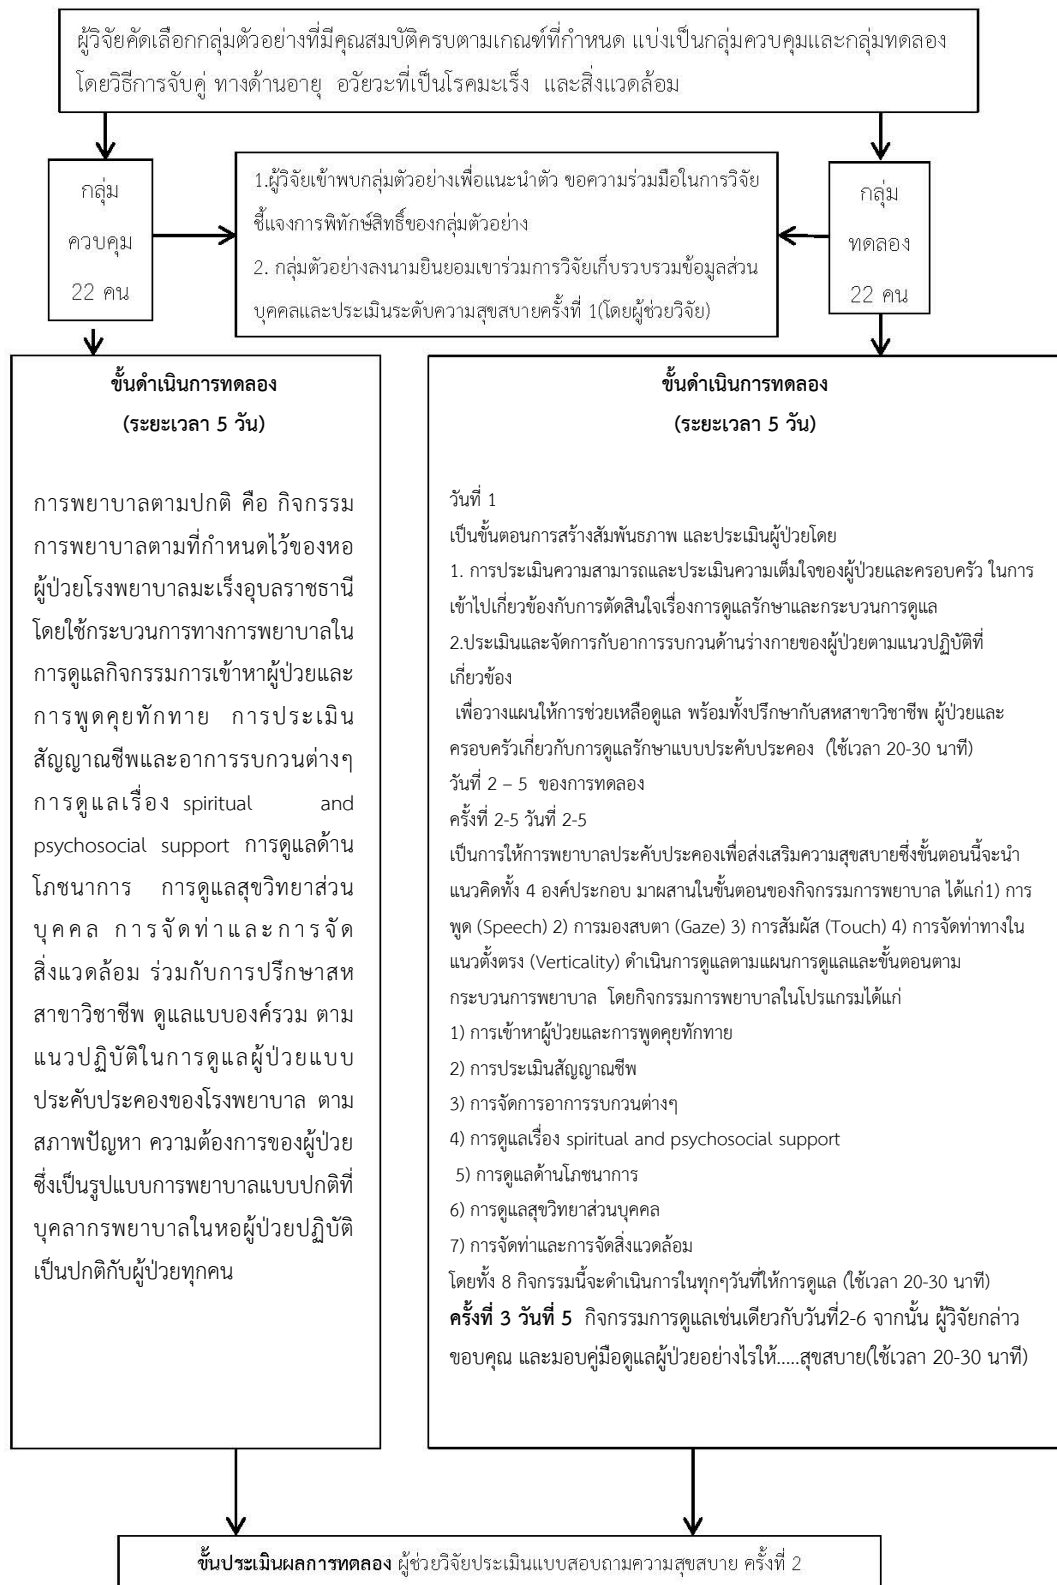 ผู้วิจัยคัดเลือกกลุ่มตัวอย่างที่มีคุณสมบัติครบตามเกณฑ์ที่กำหนด แบ่งเป็นกลุ่มควบคุมและกลุ่มทดลอง
โดยวิธีการจับคู่ ทางด้านอายุ อวัยวะที่เป็นโรคมะเร็ง และสิ่งแวดล้อม
กลุ่ม
ควบคุม
22 คน
1.ผู้วิจัยเข้าพบกลุ่มตัวอย่างเพื่อแนะนำตัว ขอความร่วมมือในการวิจัย
ชี้แจงการพิทักษ์สิทธิ์ของกลุ่มตัวอย่าง
2. กลุ่มตัวอย่างลงนามยินยอมเขาร่วมการวิจัยเก็บรวบรวมข้อมูลส่วน
บุคคลและประเมินระดับความสุขสบายครั้งที่ 1(โดยผู้ช่วยวิจัย)
กลุ่ม
ทดลอง
22 คน
ขั้นดำเนินการทดลอง
(ระยะเวลา 5 วัน)
การพยาบาลตามปกติ คือ กิจกรรม
การพยาบาลตามที่กำหนดไว้ของหอ
ผู้ป่วยโรงพยาบาลมะเร็งอุบลราชธานี
โดยใช้กระบวนการทางการพยาบาลใน
การดูแลกิจกรรมการเข้าหาผู้ป่วยและ
การพูดคุยทักทาย การประเมิน
สัญญาณชีพและอาการรบกวนต่างๆ
การดูแลเรื่อง spiritual and
psychosocial support การดูแลด้าน
โภชนาการ การดูแลสุขวิทยาส่วน
บุคคล การจัดท่าและการจัด
สิ่งแวดล้อม ร่วมกับการปรึกษาสห
สาขาวิชาชีพ ดูแลแบบองค์รวม ตาม
แนวปฏิบัติในการดูแลผู้ป่วยแบบ
ประคับประคองของโรงพยาบาล ตาม
สภาพปัญหา ความต้องการของผู้ป่วย
ซึ่งเป็นรูปแบบการพยาบาลแบบปกติที่
บุคลากรพยาบาลในหอผู้ป่วยปฏิบัติ
เป็นปกติกับผู้ป่วยทุกคน
ขั้นดำเนินการทดลอง
(ระยะเวลา 5 วัน)
วันที่ 1
เป็นขั้นตอนการสร้างสัมพันธภาพ และประเมินผู้ป่วยโดย
1. การประเมินความสามารถและประเมินความเต็มใจของผู้ป่วยและครอบครัว ในการ
เข้าไปเกี่ยวข้องกับการตัดสินใจเรื่องการดูแลรักษาและกระบวนการดูแล
2.ประเมินและจัดการกับอาการรบกวนด้านร่างกายของผู้ป่วยตามแนวปฏิบัติที่
เกี่ยวข้อง
เพื่อวางแผนให้การช่วยเหลือดูแล พร้อมทั้งปรึกษากับสหสาขาวิชาชีพ ผู้ป่วยและ
ครอบครัวเกี่ยวกับการดูแลรักษาแบบประคับประคอง (ใช้เวลา 20-30 นาที)
วันที่ 2 – 5 ของการทดลอง
ครั้งที่ 2-5 วันที่ 2-5
เป็นการให้การพยาบาลประคับประคองเพื่อส่งเสริมความสุขสบายซึ่งขั้นตอนนี้จะนำ
แนวคิดทั้ง 4 องค์ประกอบ มาผสานในขั้นตอนของกิจกรรมการพยาบาล ได้แก่1) การ
พูด (Speech) 2) การมองสบตา (Gaze) 3) การสัมผัส (Touch) 4) การจัดท่าทางใน
แนวตั้งตรง (Verticality) ดำเนินการดูแลตามแผนการดูแลและขั้นตอนตาม
กระบวนการพยาบาล โดยกิจกรรมการพยาบาลในโปรแกรมได้แก่
1) การเข้าหาผู้ป่วยและการพูดคุยทักทาย
2) การประเมินสัญญาณชีพ
3) การจัดการอาการรบกวนต่างๆ
4) การดูแลเรื่อง spiritual and psychosocial support
5) การดูแลด้านโภชนาการ
6) การดูแลสุขวิทยาส่วนบุคคล
7) การจัดท่าและการจัดสิ่งแวดล้อม
โดยทั้ง 8 กิจกรรมนี้จะดำเนินการในทุกๆวันที่ให้การดูแล (ใช้เวลา 20-30 นาที)
ครั้งที่ 3 วันที่ 5 กิจกรรมการดูแลเช่นเดียวกับวันที่2-6 จากนั้น ผู้วิจัยกล่าว
ขอบคุณ และมอบคู่มือดูแลผู้ป่วยอย่างไรให้.....สุขสบาย(ใช้เวลา 20-30 นาที)
ขั้นประเมินผลการทดลอง ผู้ช่วยวิจัยประเมินแบบสอบถามความสุขสบาย ครั้งที่ 2